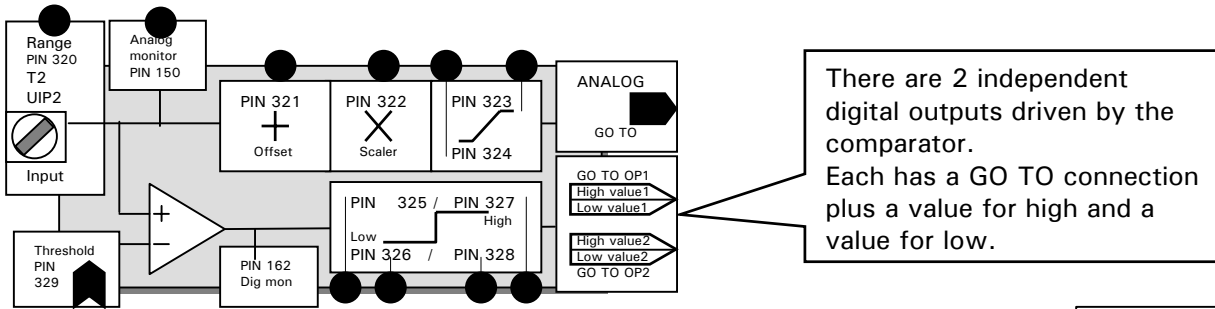 Range
PIN 320
T2
UIP2
Input
Analog
monitor
PIN 150
PIN 321
+
Offset
PIN 322
Scaler
PIN 323
PIN 324
ANALOG
GO TO
GO TO OP1
High value1
Low value1
High value2
Low value2
GO TO OP2
+
−
PIN 325 / PIN 327
High
Low
PIN 326 / PIN 328
Threshold
PIN
329
PIN 162
Dig mon
There are 2 independent
digital outputs driven by the
comparator.
Each has a GO TO connection
plus a value for high and a
value for low.